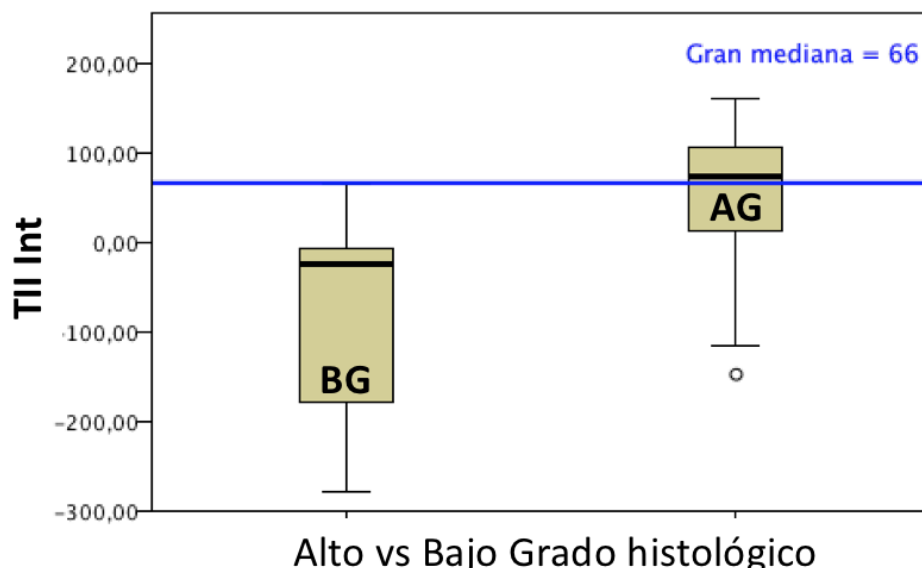 Gran mediana = 66
200,00
100,00
0,00
-100,00
-200,00
-300,00
TII Int
BG
AG
Alto vs Bajo Grado histológico